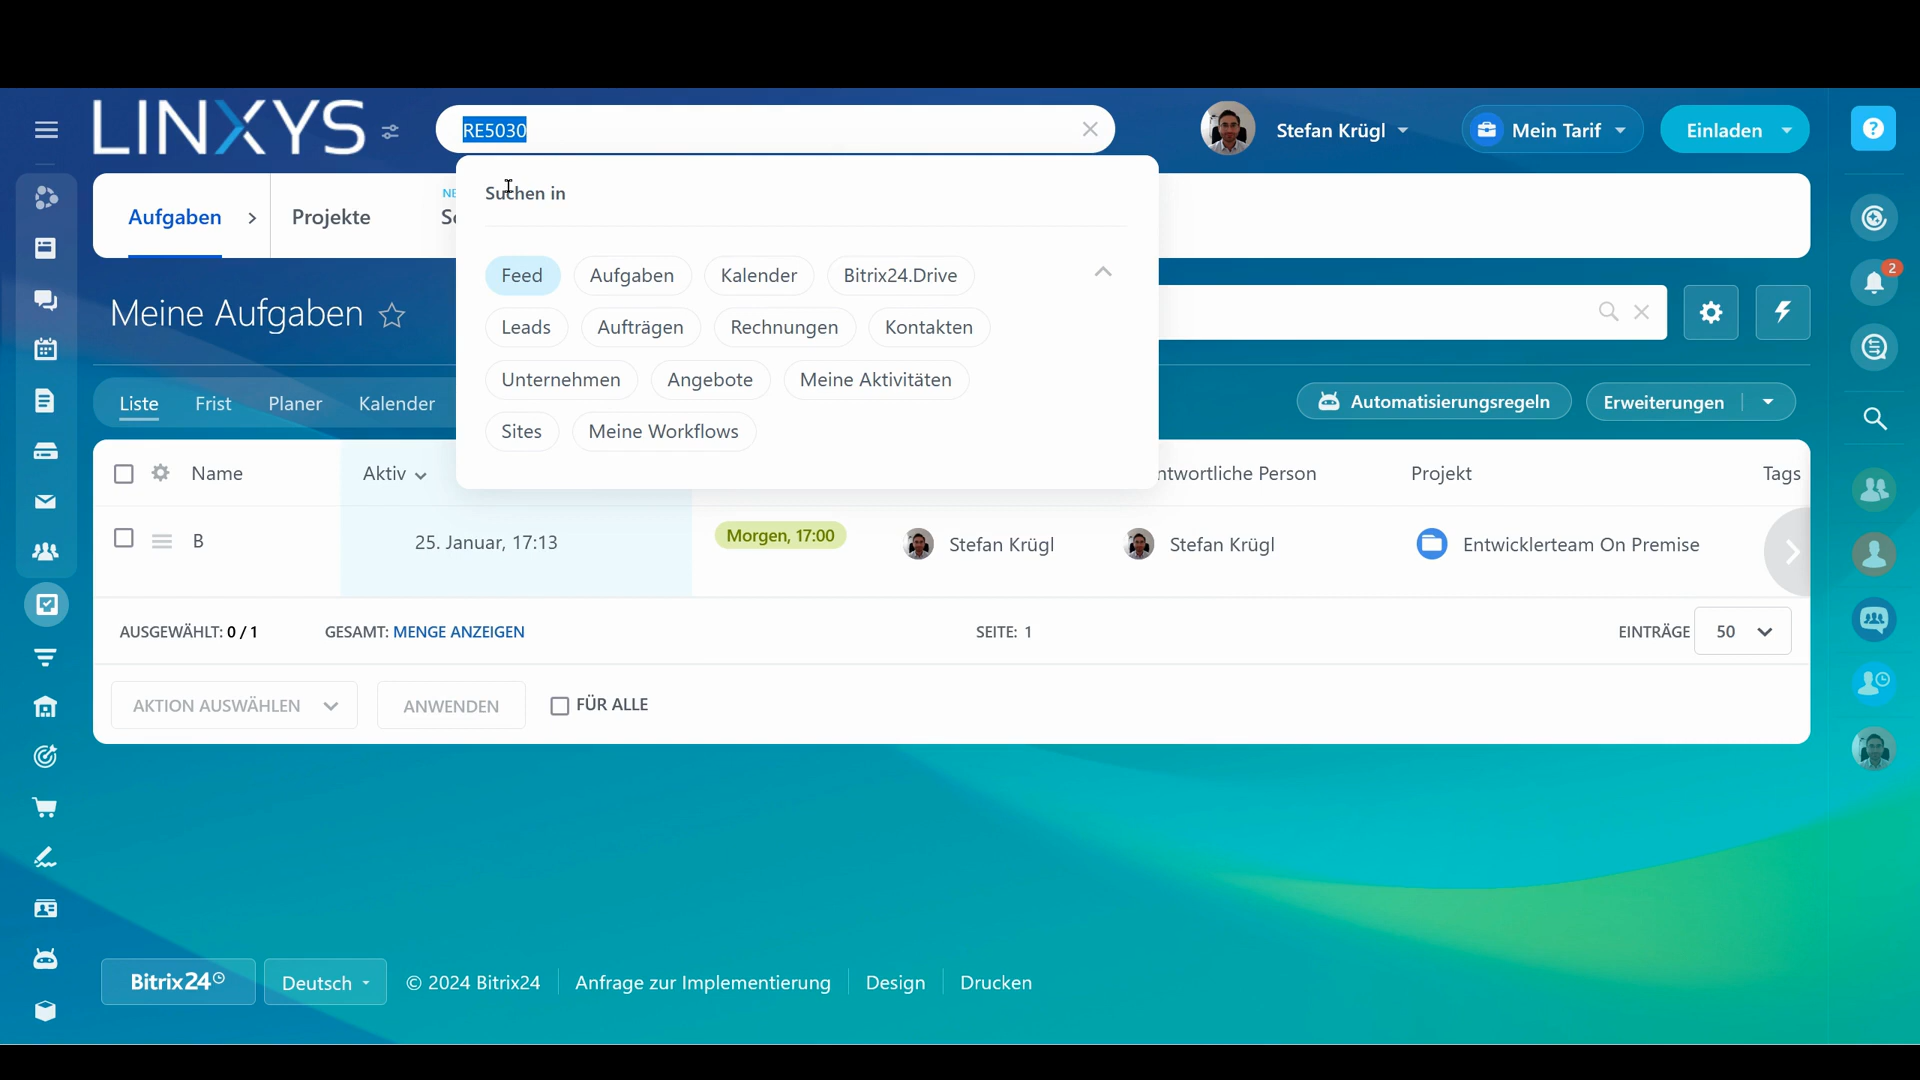 LINXYS
RE5030
Stefan Krügl
Mein Tarif
Einladen
Suchen in
Aufgaben
Projekte
NE
Feed
Aufgaben
Kalender
Bitrix24.Drive
2
Meine Aufgaben
Leads
Aufträgen
Rechnungen
Kontakten
Unternehmen
Angebote
Meine Aktivitäten
Liste
Frist
Planer
Kalender
Automatisierungsregeln
Erweiterungen
Sites
Meine Workflows
Name
Aktiv
ntwortliche Person
Projekt
Tags
B
25. Januar, 17:13
Morgen, 17:00
Stefan Krügl
Stefan Krügl
Entwicklerteam On Premise
AUSGEWÄHLT: 0 / 1
GESAMT: MENGE ANZEIGEN
SEITE: 1
EINTRÄGE
50
AKTION AUSWÄHLEN
ANWENDEN
FÜR ALLE
Bitrix24
Deutsch
© 2024 Bitrix24
Anfrage zur Implementierung
Design
Drucken